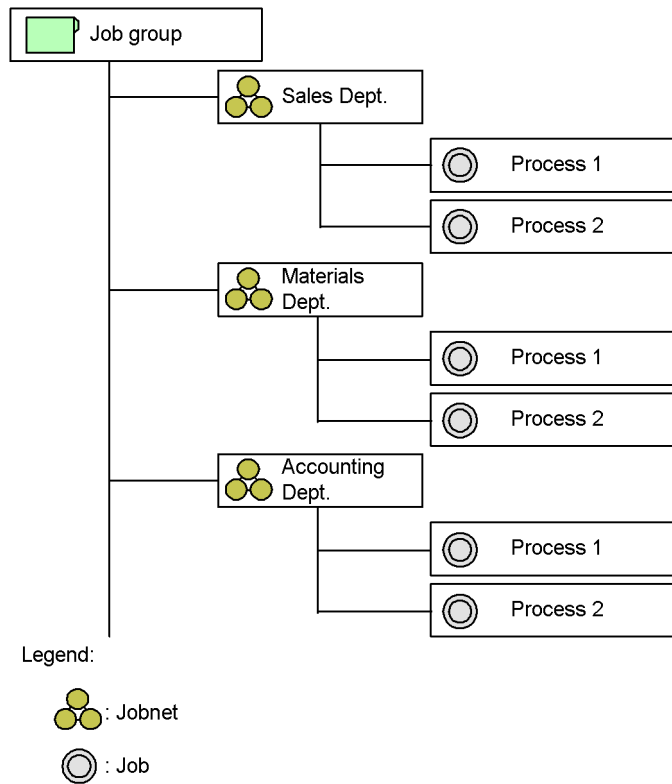 Job group
Sales Dept.
Process 1
Process 2
Materials
Dept.
Process 1
Process 2
Accounting
Dept.
Process 1
Process 2
Legend:
: Jobnet
: Job